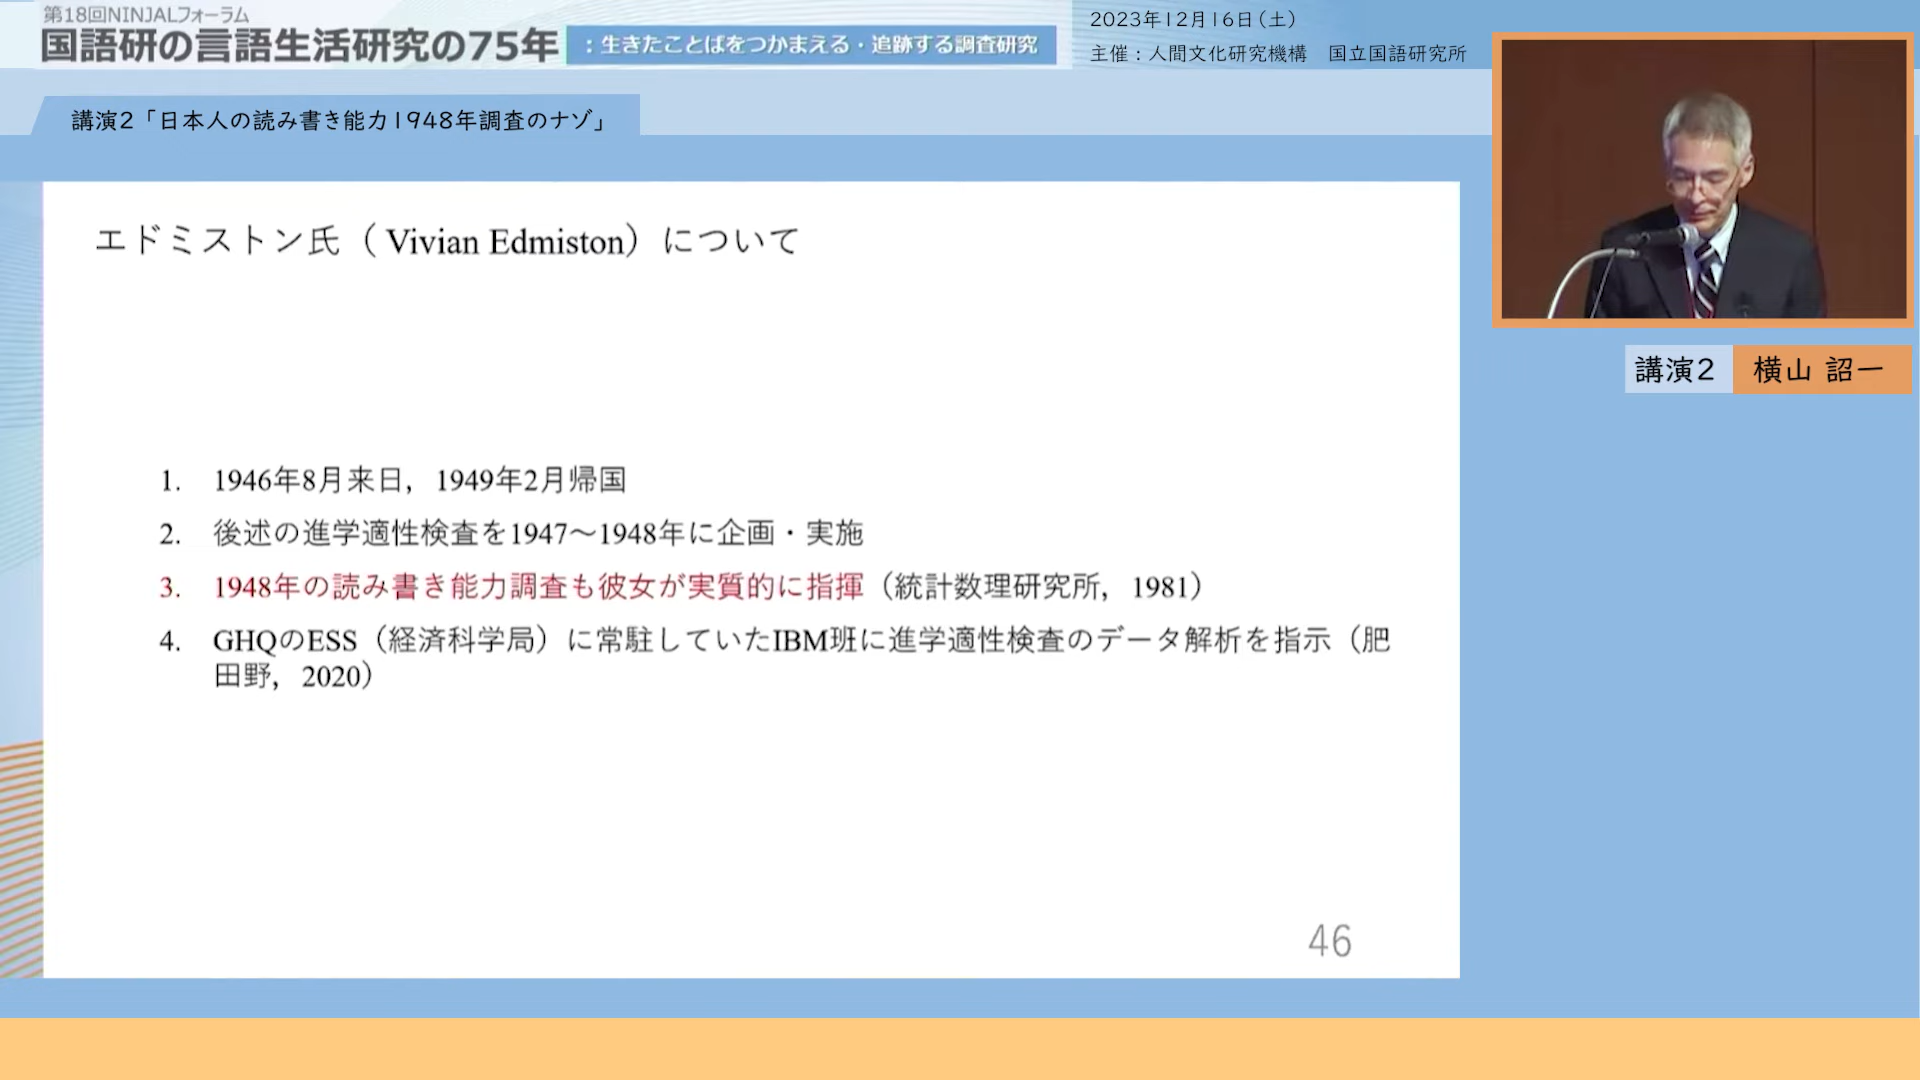 第18回NINJALフォーラム
国語研の言語生活研究の75年
:生きたことばをつかまえる・追跡する調査研究
2023年12月16日(土)
主催:人間文化研究機構 国立国語研究所
講演2「日本人の読み書き能力1948年調査のナゾ」
エドミストン氏(Vivian Edmiston)について
1. 1946年8月来日,1949年2月帰国
2. 後述の進学適性検査を1947~1948年に企画・実施
3. 1948年の読み書き能力調査も彼女が実質的に指揮(統計数理研究所,1981)
4. GHQのESS(経済科学局)に常駐していたIBM班に進学適性検査のデータ解析を指示(肥
田野,2020)
46
講演2 横山 詔一